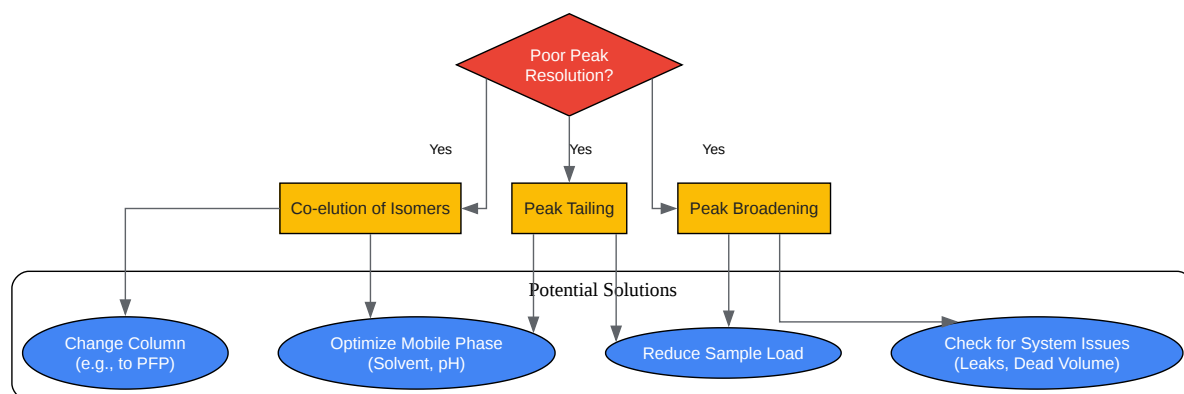 Poor Peak
Resolution?
Yes
Yes
Yes
Co-elution of Isomers
Peak Tailing
Peak Broadening
Potential Solutions
Change Column
(e.g., to PFP)
Optimize Mobile Phase
(Solvent, pH)
Reduce Sample Load
Check for System Issues
(Leaks, Dead Volume)